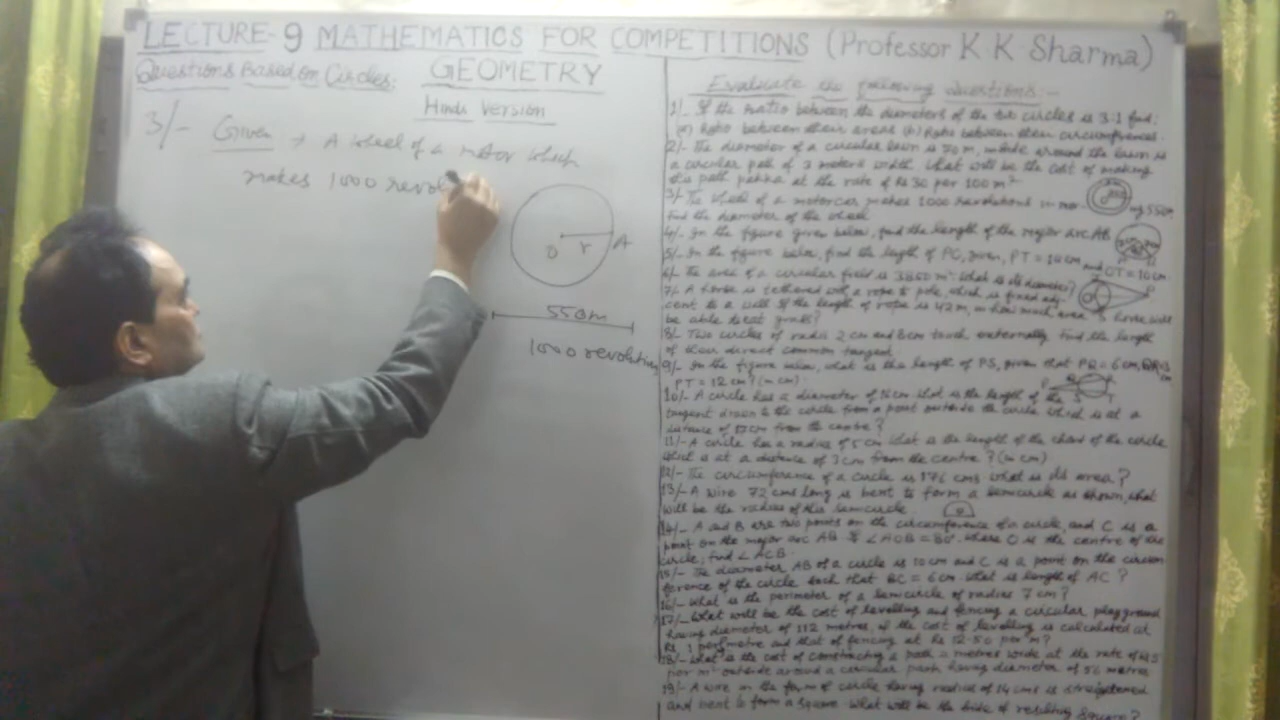 LECTURE-9 MATHEMATICS FOR COMPETITIONS (Professor K K Sharma)
Questions Based on Circles: GEOMETRY
Hindi Version
3/- Given → A wheel of a motor which
makes 1000 revol
O r A
55 cm
1000 revolution
Evaluate the following Questions:-
1/- If the ratio between the diameters of the two circles is 3:1 find:
(a) Ratio between their areas (b) Ratio between their circumferences.
2/- The diameter of a circular lawn is 70 m, inside around the lawn is
a circular path of 3 meters width. What will be the cost of making
this path pakka at the rate of Rs 30 per 100 m²
3/- The wheel of a motorcar makes 1000 revolutions in mov ing 55 cm
find the diameter of the wheel
4/- In the figure given below, find the length of the region arc AB
5/- In the figure below, find the length of PO, given, PT = cm and OT = 10 cm
6/- The area of a circular field is 3850 m². What is its diameter?
7/- A horse is tethered with a rope to pole, which is fixed adj-
cent to a wall If the length of rope is 42 m, in how much area horse will
be able to eat grass?
8/- Two circles of radii 2 cm and 8 cm touch externally find the length
of their direct common tangent.
9/- In the figure below, what is the length of PS, given that PQ = 6 cm,
PT = 12 cm? (in cm)
10/- A circle has a diameter of 16 cm. What is the length of the
tangent drawn to the circle from a point outside the circle which is at a
distance of 17 cm from the centre?
11/- A circle has a radius of 5 cm. What is the length of the chord of the circle
which is at a distance of 3 cm from the centre? (in cm)
12/- The circumference of a circle is 176 cms What is its area?
13/- A wire 72 cms long is bent to form a semicircle as shown, what
will be the radius of this semicircle.
14/- A and B are two points on the circumference of a circle, and C is a
point on the major arc AB. If ∠AOB = 80°. where O is the centre of the
circle; find ∠ACB.
15/- The diameter AB of a circle is 10 cm and C is a point on the circum
ference of the circle such that BC = 6 cm. What is length of AC?
16/- What is the perimeter of a semicircle of radius 7 cm?
17/- What will be the cost of levelling and fencing a circular playground
having diameter of 112 metres, if the cost of levelling is calculated at
Rs. 1 per metre and that of fencing at Rs 12.50 per m?
18/- What is the cost of constructing a path metres wide at the rate of Rs 5
per m² outside around a circular park having diameter of 56 metres
19/- A wire in the form of circle having radius of 14 cms is straightened
and bent to form a square. What will be the side of resulting square?